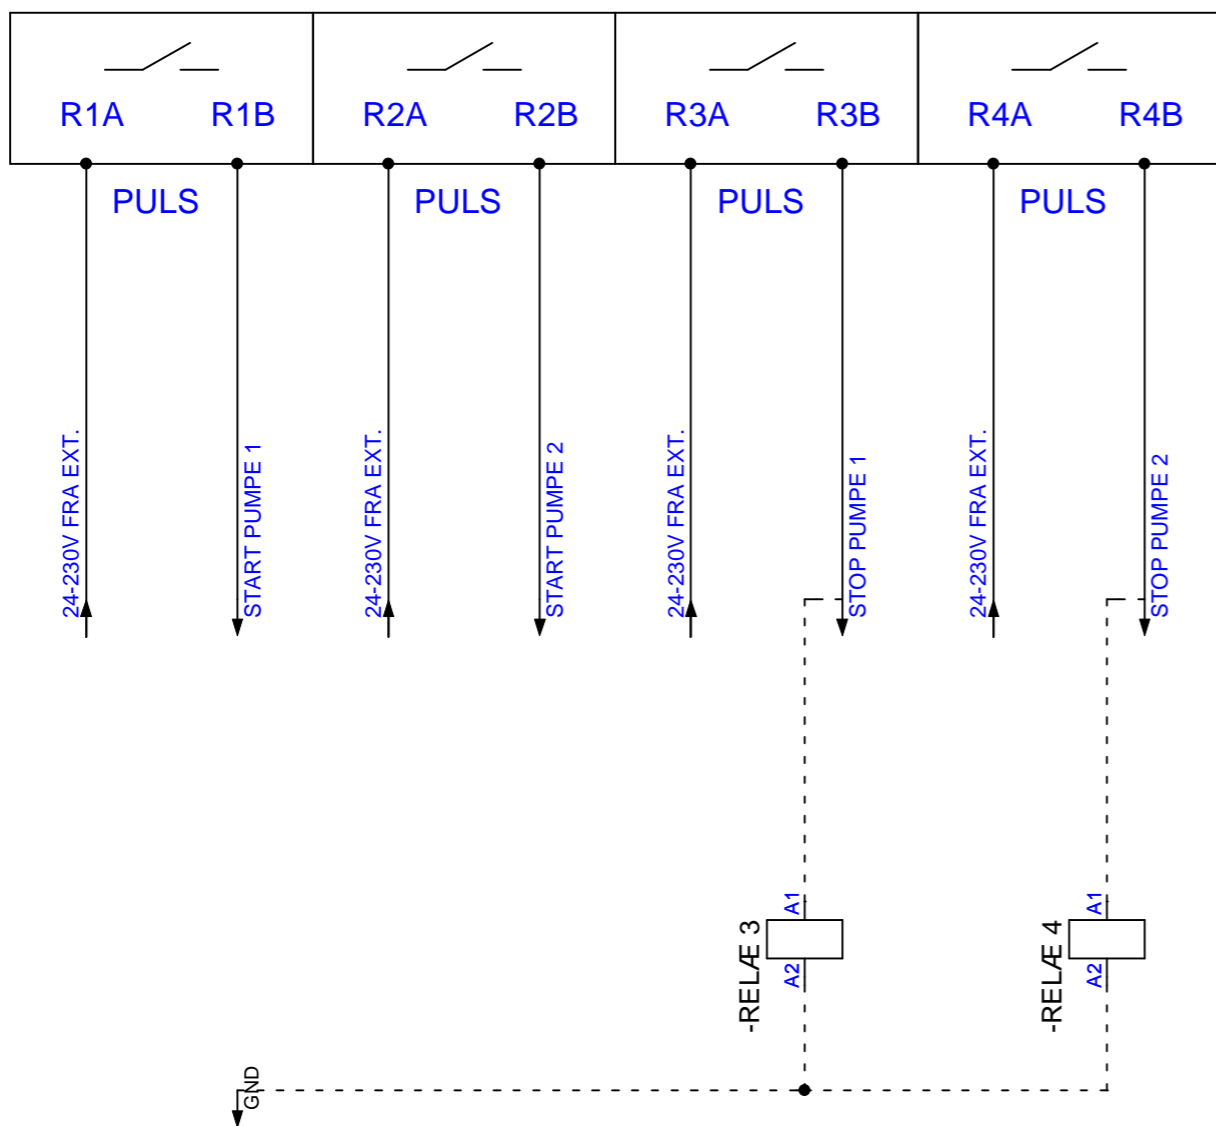 R1A R1B R2A R2B R3A R3B R4A R4B
PULS PULS PULS PULS
24-230V FRA EXT.
START PUMPE 1
24-230V FRA EXT.
START PUMPE 2
24-230V FRA EXT.
STOP PUMPE 1
24-230V FRA EXT.
STOP PUMPE 2
-RELÆ 3
A1
A2
-RELÆ 4
A1
A2
GND